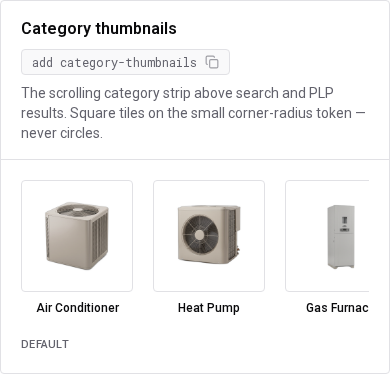 Category thumbnails
add category-thumbnails
The scrolling category strip above search and PLP
results. Square tiles on the small corner-radius token —
never circles.
Air Conditioner
Heat Pump
Gas Furnac
DEFAULT